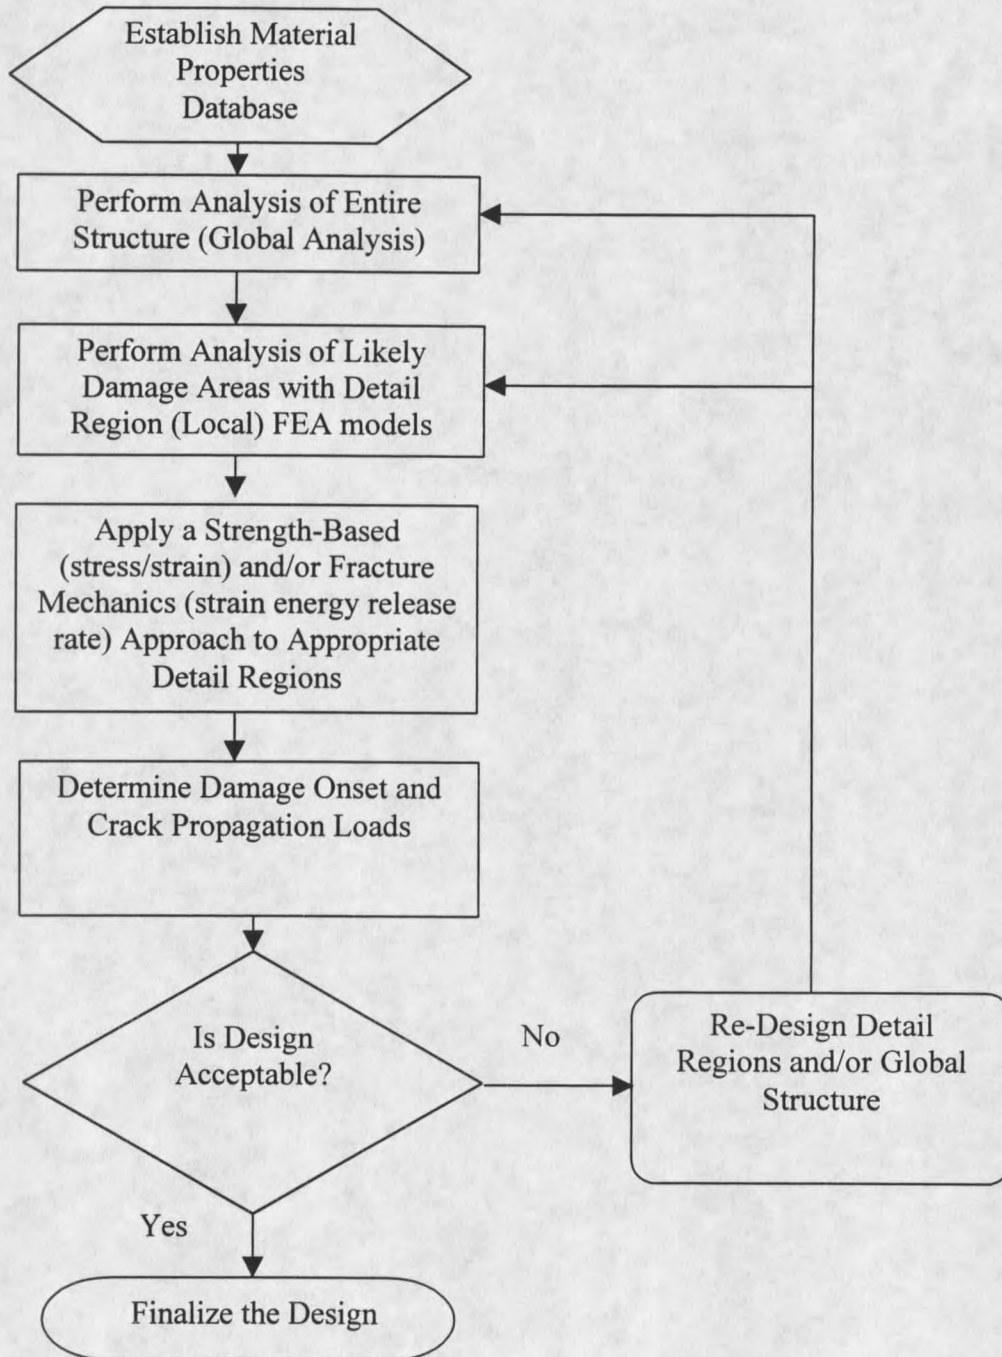 Establish Material
Properties
Database
Perform Analysis of Entire
Structure (Global Analysis)
Perform Analysis of Likely
Damage Areas with Detail
Region (Local) FEA models
Apply a Strength-Based
(stress/strain) and/or Fracture
Mechanics (strain energy release
rate) Approach to Appropriate
Detail Regions
Determine Damage Onset and
Crack Propagation Loads
Is Design
Acceptable?
No
Re-Design Detail
Regions and/or Global
Structure
Yes
Finalize the Design